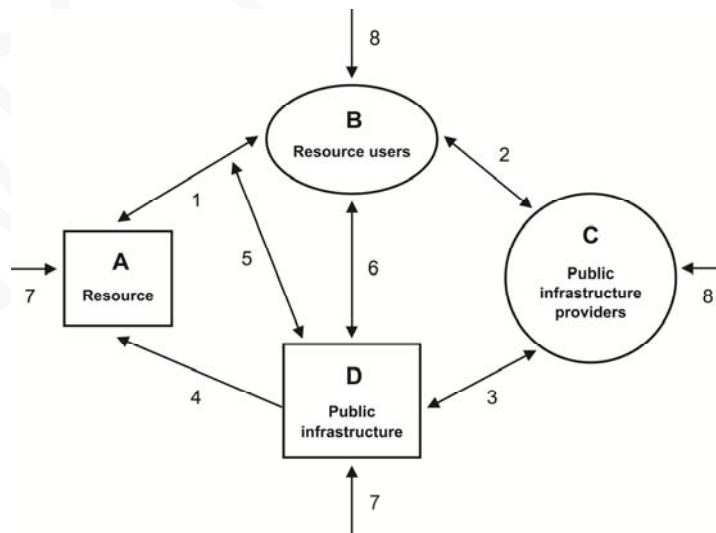 8
B
Resource users
2
1
C
Public
infrastructure
providers
A
Resource
5
6
7
8
D
Public
infrastructure
4
3
7